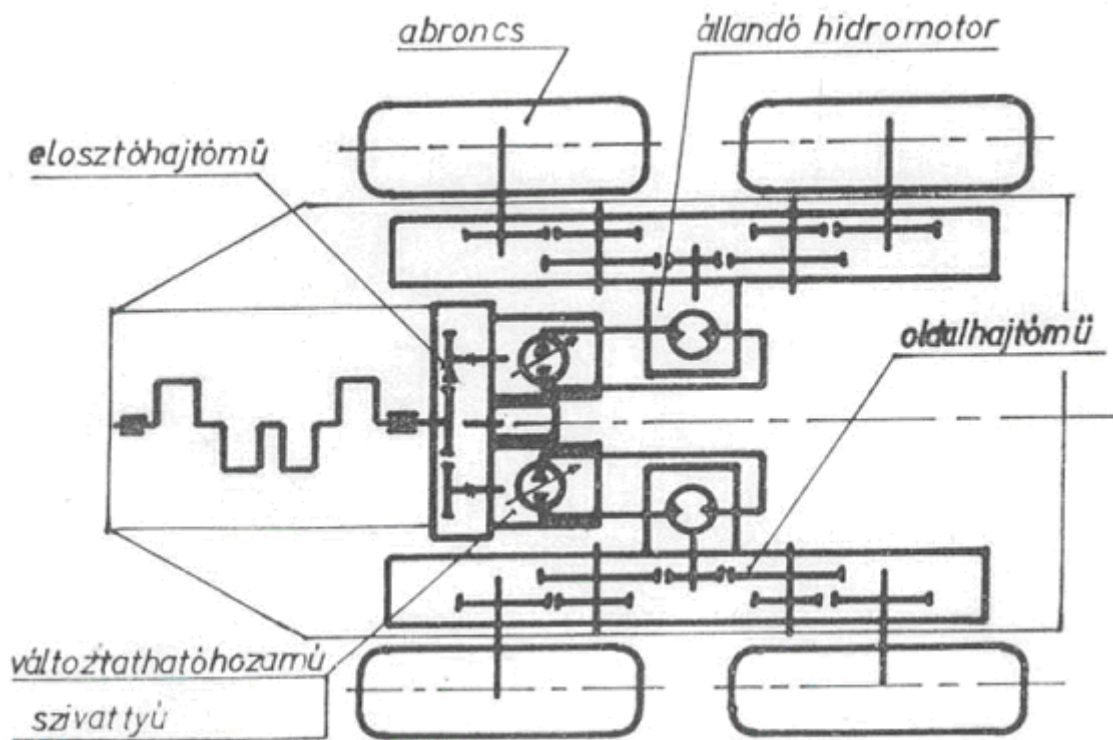 abroncs
állandó hidromotor
elosztóhajtómű
oldalhajtómű
változtathatóhozamú
szivattyú